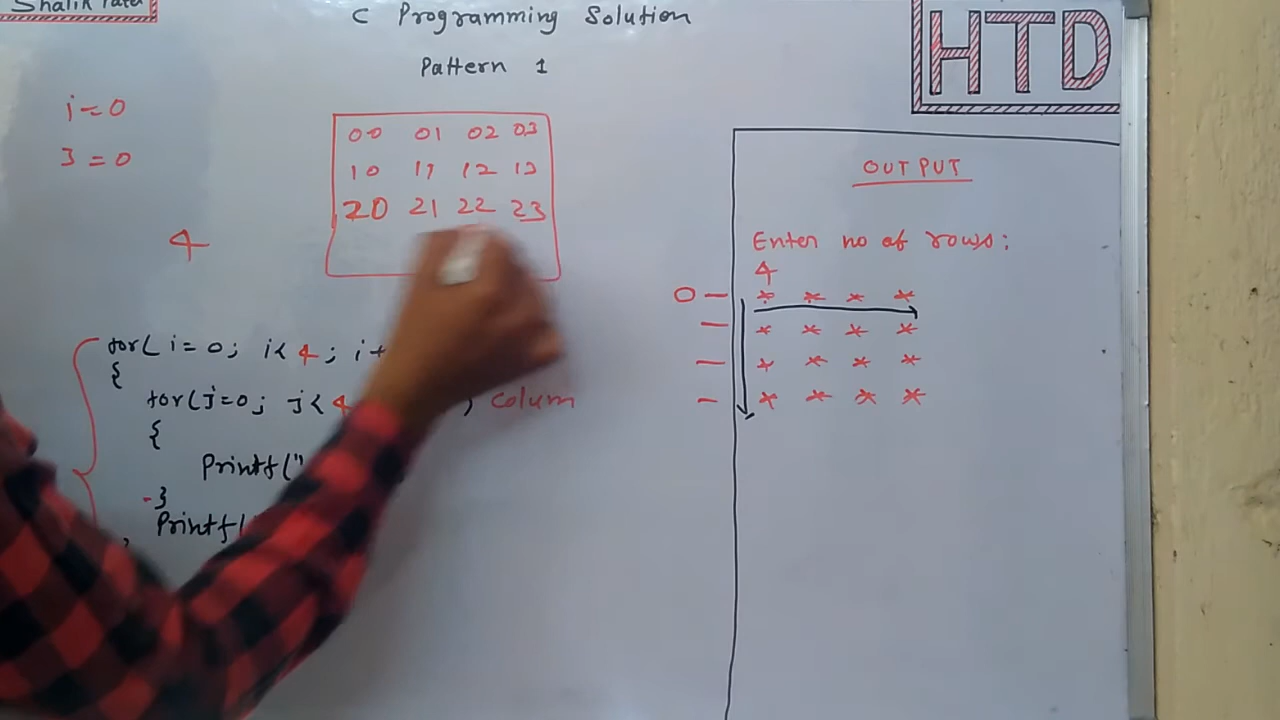 C Programming Solution
Pattern 1
HTD
i=0
3=0
4
00 01 02 03
10 11 12 13
20 21 22 23
for( i=0; i<4; i+
{
for(j=0; j<4 ) Colum
{
Printf("
}
Printf(
OUTPUT
Enter no of rows:
4
0 — * * * *
— * * * *
— * * * *
— * * * *